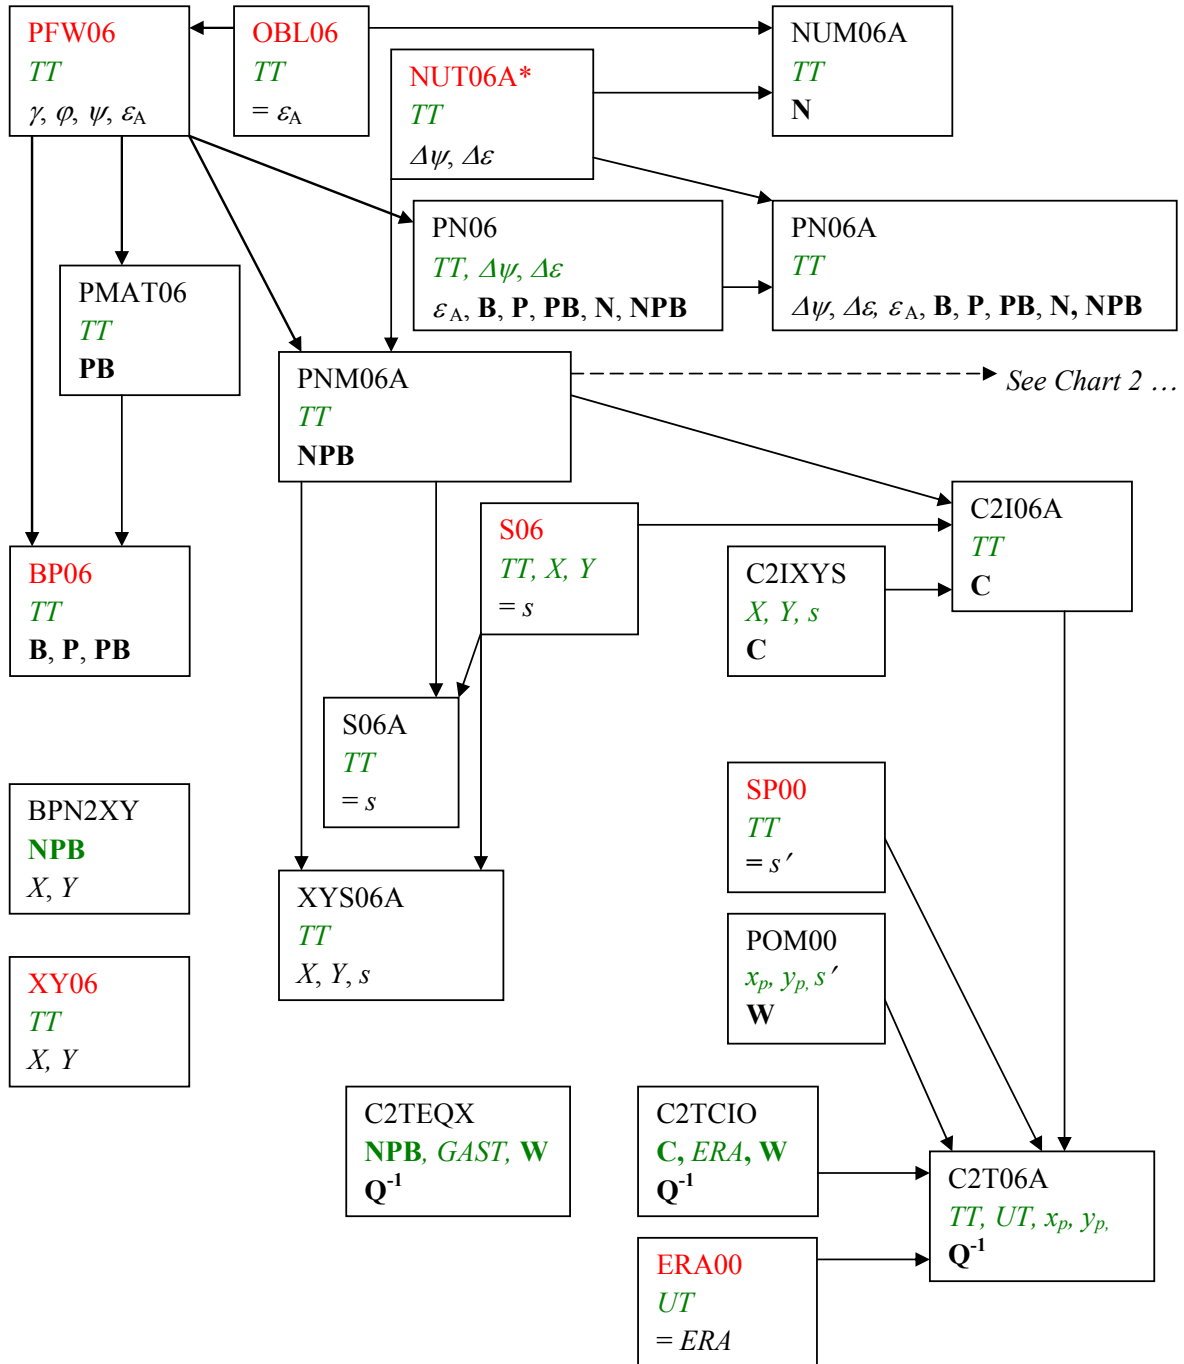 PFW06
TT
γ, φ, ψ, εA
OBL06
TT
= εA
NUT06A*
TT
Δψ, Δε
NUM06A
TT
N
PN06
TT, Δψ, Δε
εA, B, P, PB, N, NPB
PN06A
TT
Δψ, Δε, εA, B, P, PB, N, NPB
PMAT06
TT
PB
PNM06A
TT
NPB
See Chart 2 …
S06
TT, X, Y
= s
C2I06A
TT
C
BP06
TT
B, P, PB
C2IXYS
X, Y, s
C
S06A
TT
= s
BPN2XY
NPB
X, Y
SP00
TT
= s′
XYS06A
TT
X, Y, s
POM00
xp, yp, s′
W
XY06
TT
X, Y
C2TEQX
NPB, GAST, W
Q-1
C2TCIO
C, ERA, W
Q-1
C2T06A
TT, UT, xp, yp,
Q-1
ERA00
UT
= ERA